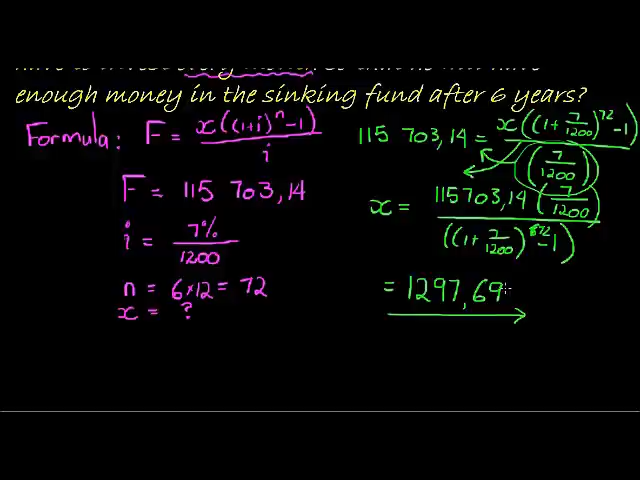 enough money in the sinking fund after 6 years?
Formula: F = x((1+i)^n − 1) / i
F = 115 703,14
i = 7% / 1200
n = 6×12 = 72
x = ?
115 703,14 = x((1 + 7/1200)^72 − 1) / (7/1200)
x = 115703,14 (7/1200) / ((1 + 7/1200)^72 − 1)
= 1297,69